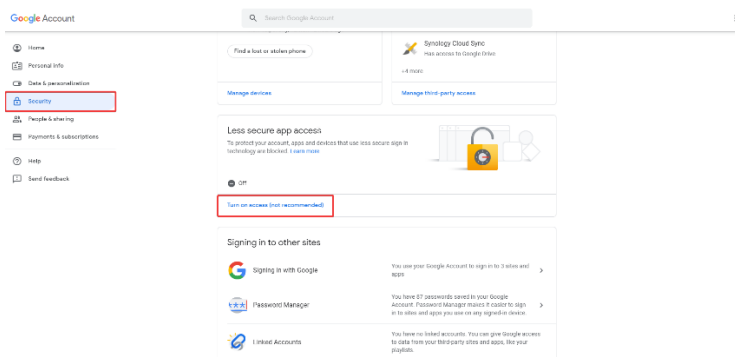 Google Account
Search Google Account
Home
Personal info
Data & personalization
Security
People & sharing
Payments & subscriptions
Help
Send feedback
Find a lost or stolen phone
Manage devices
Synology Cloud Sync
Has access to Google Drive
+4 more
Manage third-party access
Less secure app access
To protect your account, apps and devices that use less secure sign in
technology are blocked. Learn more
Off
Turn on access (not recommended)
Signing in to other sites
Signing in with Google
You use your Google Account to sign in to 3 sites and
apps
Password Manager
You have 87 passwords saved in your Google
Account. Password Manager makes it easier to sign
in to sites and apps you use on any signed-in device.
Linked Accounts
You have no linked accounts. You can give Google access
to data from your third-party sites and apps, like your
playlists.